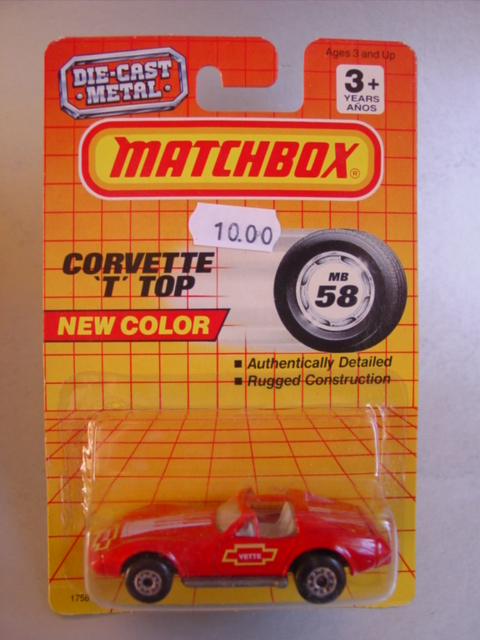 DIE-CAST
METAL
Ages 3 and Up
3+
YEARS
AÑOS
MATCHBOX®
10.00
CORVETTE
'T' TOP
MB
58
NEW COLOR
■ Authentically Detailed
■ Rugged Construction
VETTE